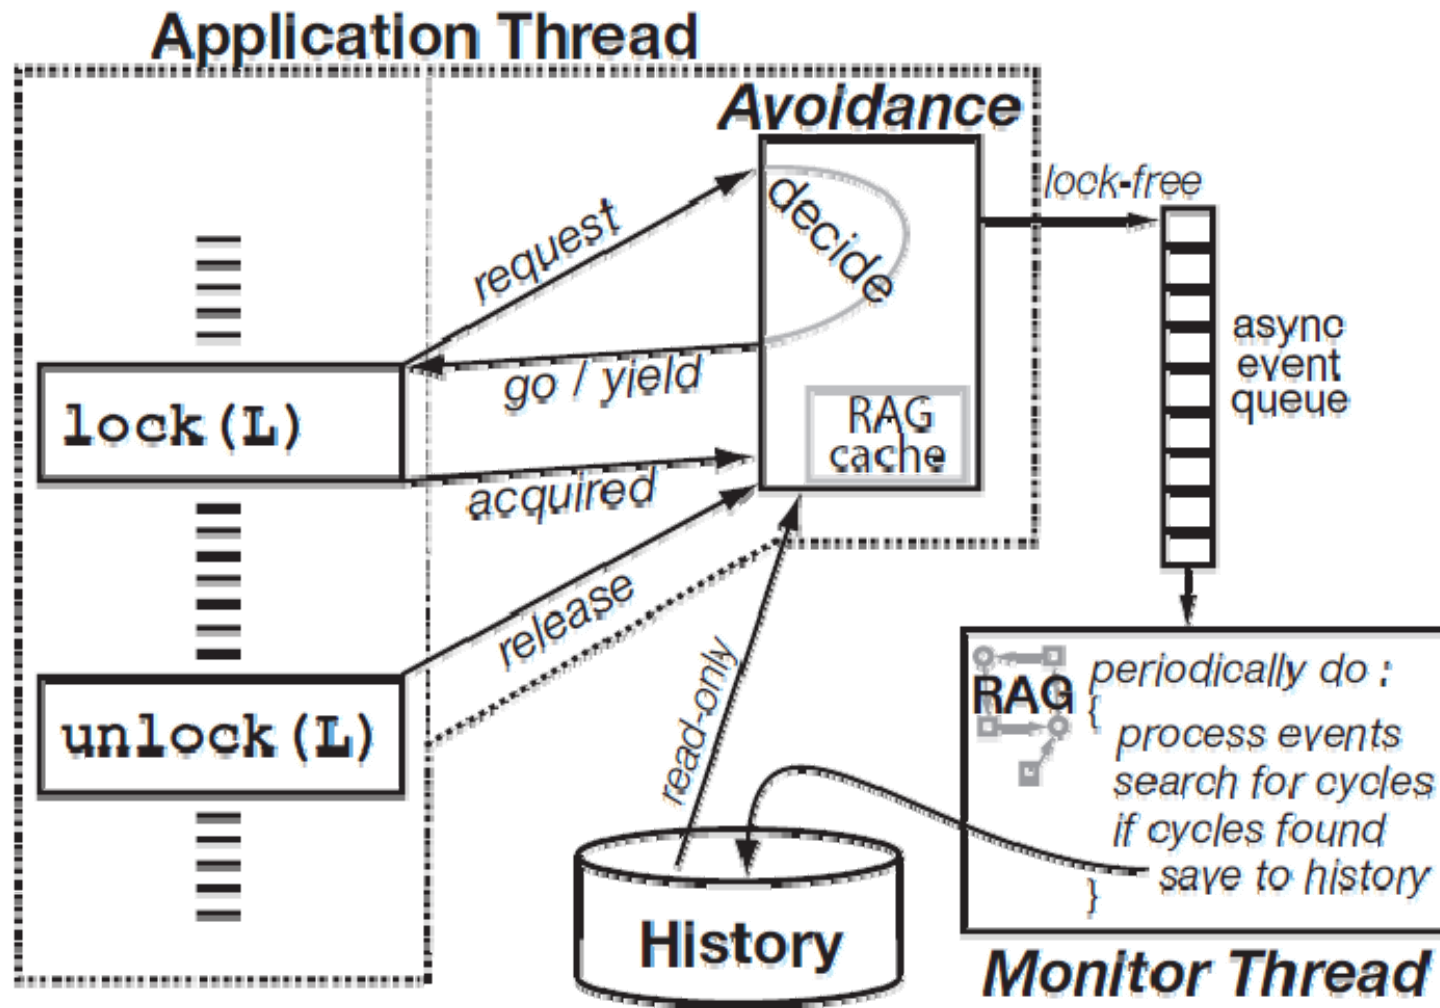 Application Thread
Avoidance
lock-free
decide
request
go / yield
RAG
cache
async
event
queue
lock(L)
acquired
release
read-only
unlock(L)
RAG
periodically do :
{
process events
search for cycles
if cycles found
save to history
}
History
Monitor Thread